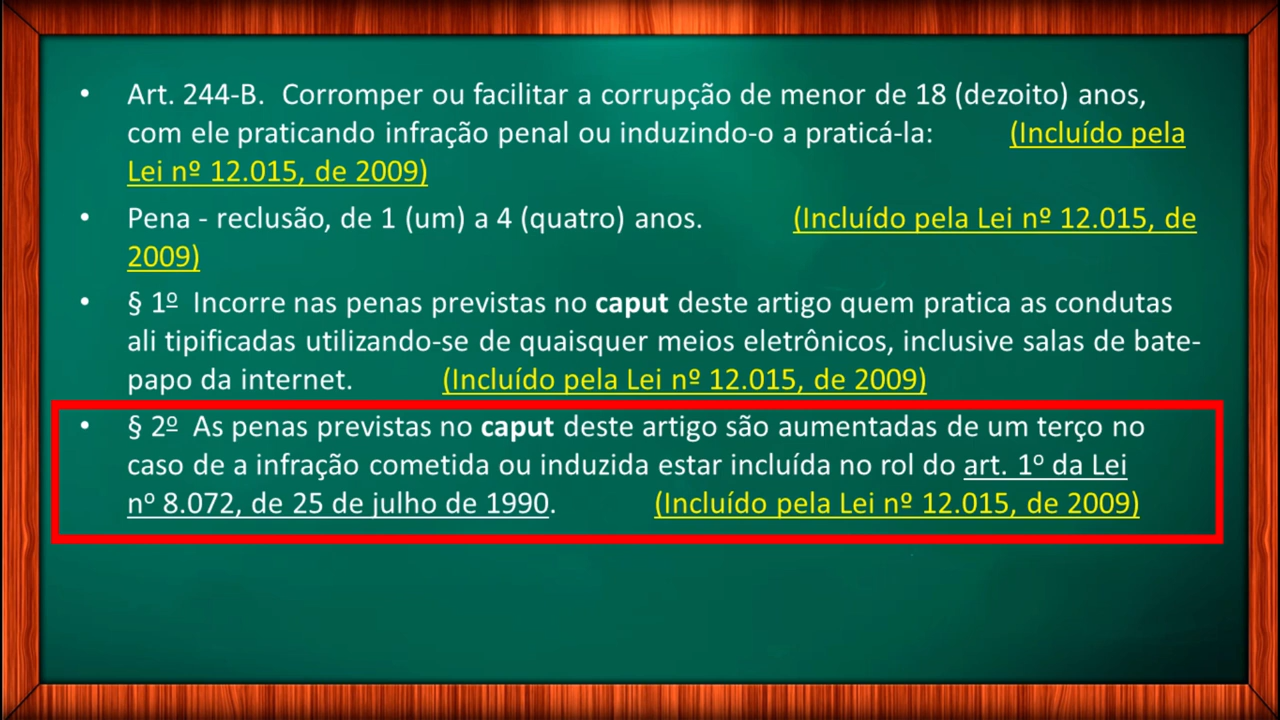 • Art. 244-B. Corromper ou facilitar a corrupção de menor de 18 (dezoito) anos,
com ele praticando infração penal ou induzindo-o a praticá-la: (Incluído pela
Lei nº 12.015, de 2009)
• Pena - reclusão, de 1 (um) a 4 (quatro) anos. (Incluído pela Lei nº 12.015, de
2009)
• § 1º Incorre nas penas previstas no caput deste artigo quem pratica as condutas
ali tipificadas utilizando-se de quaisquer meios eletrônicos, inclusive salas de bate-
papo da internet. (Incluído pela Lei nº 12.015, de 2009)
• § 2º As penas previstas no caput deste artigo são aumentadas de um terço no
caso de a infração cometida ou induzida estar incluída no rol do art. 1º da Lei
nº 8.072, de 25 de julho de 1990. (Incluído pela Lei nº 12.015, de 2009)